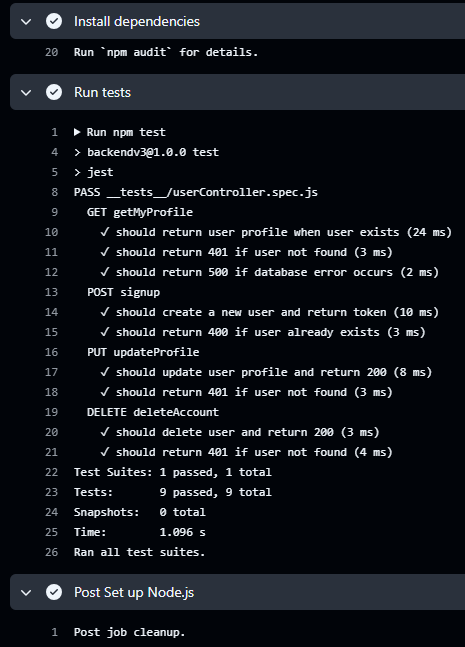 Install dependencies
20 Run `npm audit` for details.
Run tests
1 ▶ Run npm test
4 > backendv3@1.0.0 test
5 > jest
8 PASS __tests__/userController.spec.js
9 GET getMyProfile
10 ✓ should return user profile when user exists (24 ms)
11 ✓ should return 401 if user not found (3 ms)
12 ✓ should return 500 if database error occurs (2 ms)
13 POST signup
14 ✓ should create a new user and return token (10 ms)
15 ✓ should return 400 if user already exists (3 ms)
16 PUT updateProfile
17 ✓ should update user profile and return 200 (8 ms)
18 ✓ should return 401 if user not found (3 ms)
19 DELETE deleteAccount
20 ✓ should delete user and return 200 (3 ms)
21 ✓ should return 401 if user not found (4 ms)
22 Test Suites: 1 passed, 1 total
23 Tests: 9 passed, 9 total
24 Snapshots: 0 total
25 Time: 1.096 s
26 Ran all test suites.
Post Set up Node.js
1 Post job cleanup.